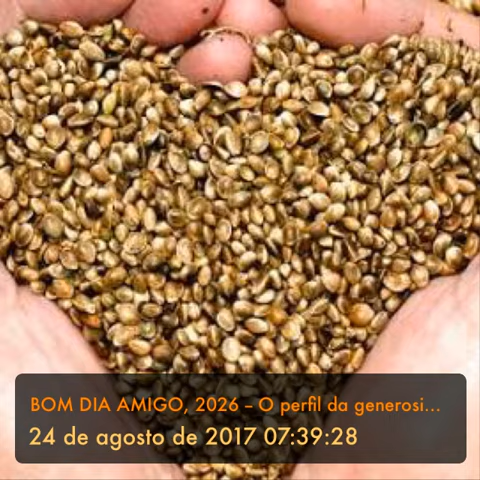 BOM DIA AMIGO, 2026 – O perfil da generosi...
24 de agosto de 2017 07:39:28